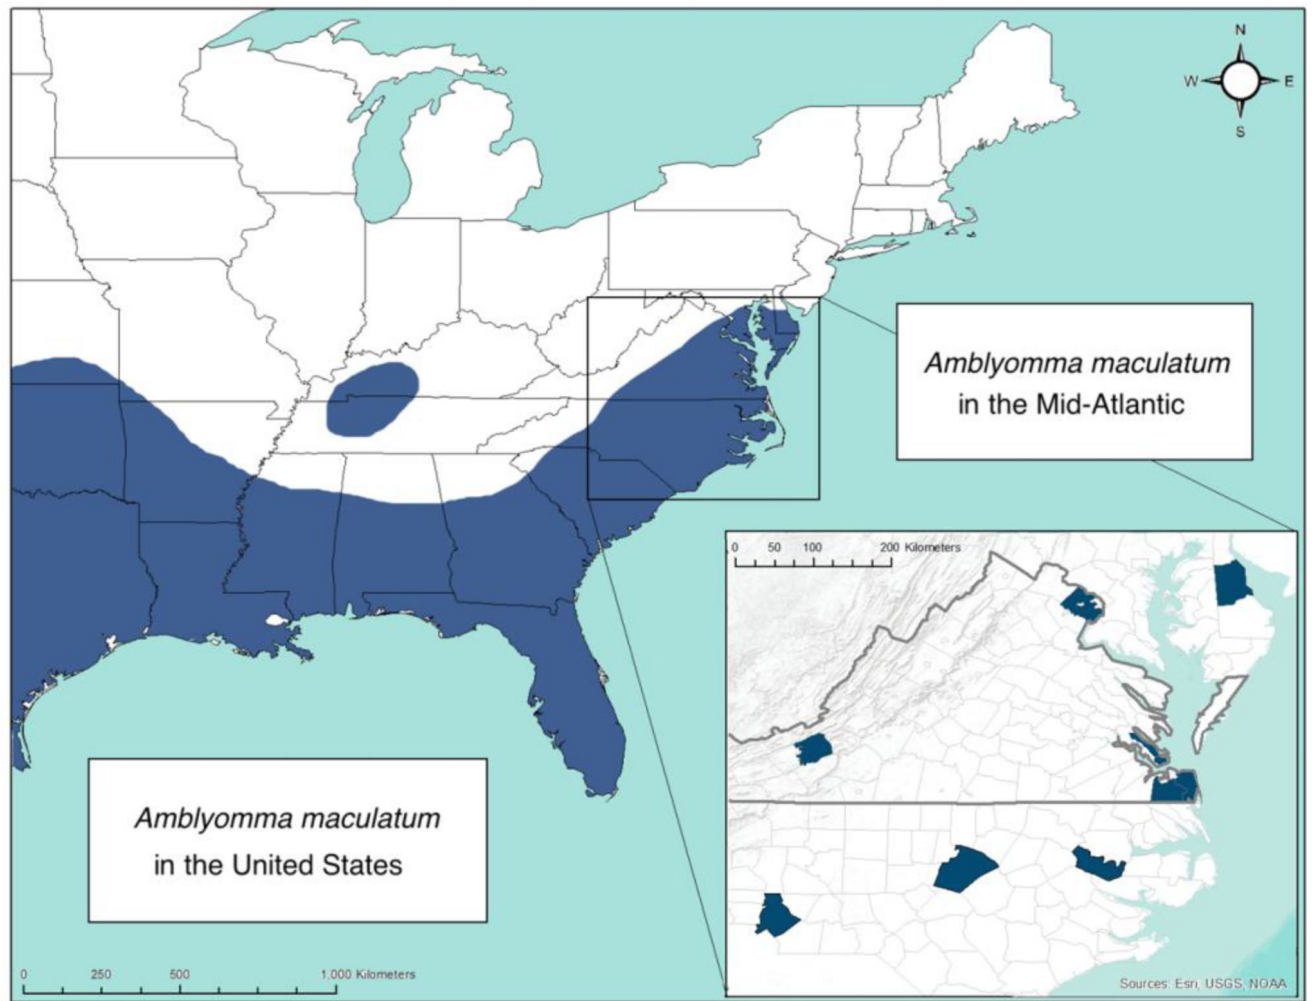 N
W E
S
Amblyomma maculatum
in the Mid-Atlantic
0 50 100 200 Kilometers
Amblyomma maculatum
in the United States
0 250 500 1,000 Kilometers
Sources: Esri, USGS, NOAA